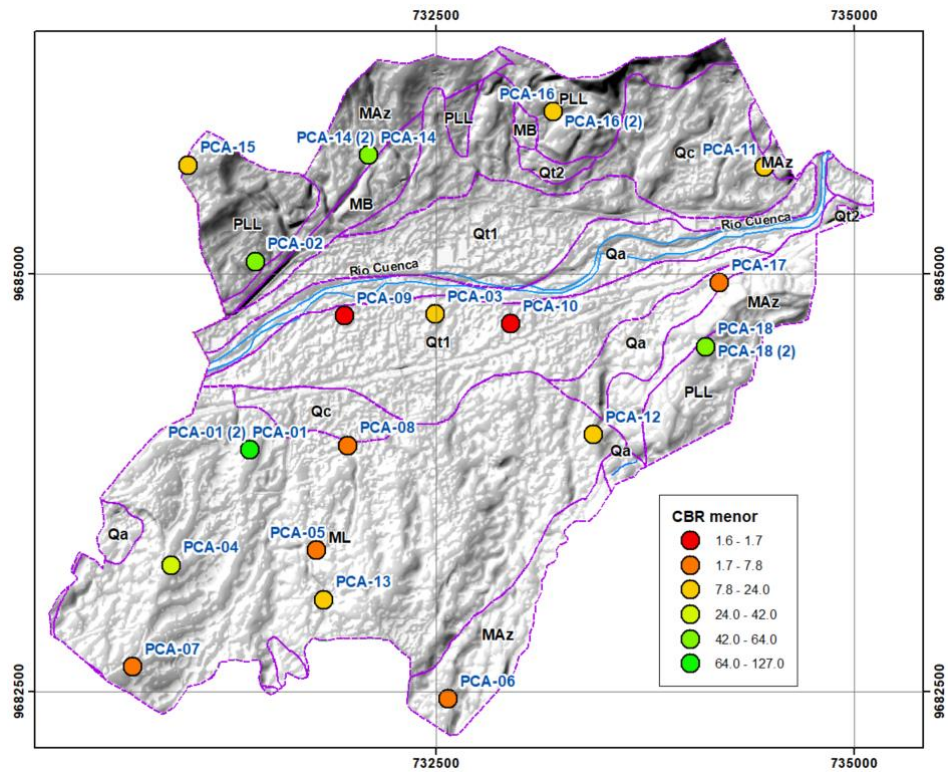 732500
735000
PCA-16
PLL
MAz
PLL
PCA-16 (2)
PCA-14 (2)
PCA-14
MB
PCA-15
Qc
PCA-11
MAz
Qt2
MB
PLL
Rio Cuenca
Qt2
Qt1
PCA-02
Qa
9685000
Rio Cuenca
PCA-17
9685000
PCA-09
PCA-03
PCA-10
MAz
Qt1
Qa
PCA-18
PCA-18 (2)
PLL
Qc
PCA-12
PCA-01 (2)
PCA-01
PCA-08
Qa
CBR menor
1.6 - 1.7
1.7 - 7.8
7.8 - 24.0
24.0 - 42.0
42.0 - 64.0
64.0 - 127.0
Qa
PCA-05
ML
PCA-04
PCA-13
MAz
PCA-07
PCA-06
9682500
9682500
732500
735000